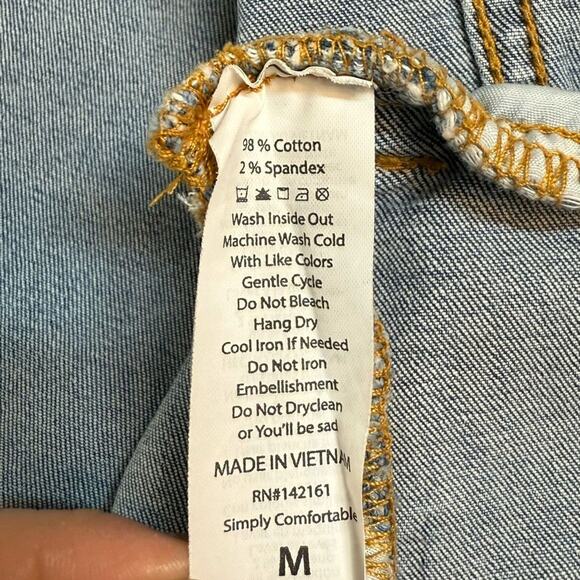 98 % Cotton
2 % Spandex
Wash Inside Out
Machine Wash Cold
With Like Colors
Gentle Cycle
Do Not Bleach
Hang Dry
Cool Iron If Needed
Do Not Iron
Embellishment
Do Not Dryclean
or You'll be sad
MADE IN VIETNAM
RN#142161
Simply Comfortable
M